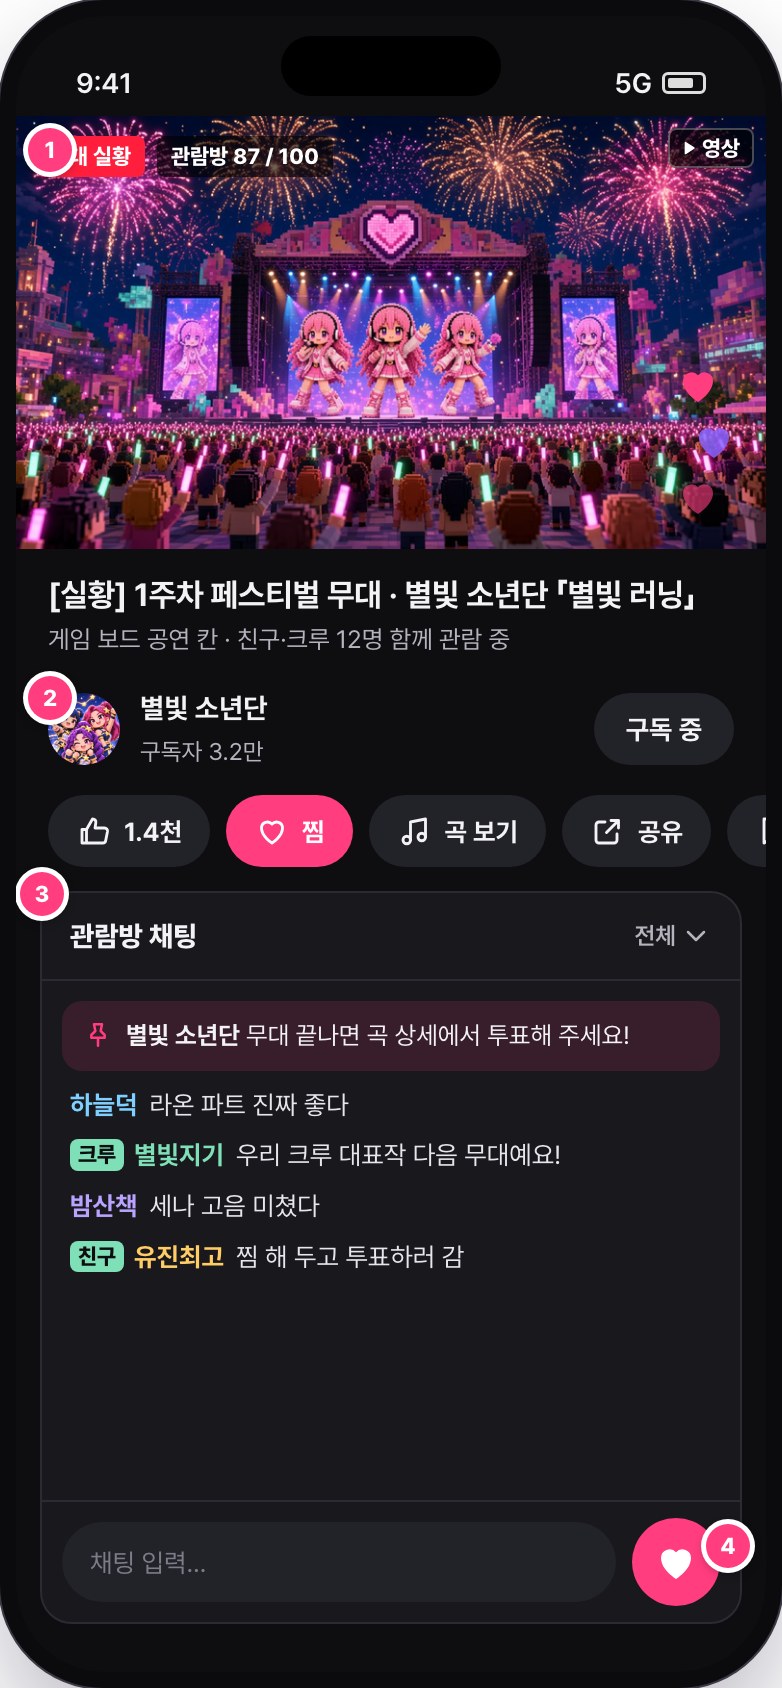 9:41
5G
1
실황
관람방 87 / 100
영상
[실황] 1주차 페스티벌 무대 · 별빛 소년단 「별빛 러닝」
게임 보드 공연 칸 · 친구·크루 12명 함께 관람 중
2
별빛 소년단
구독자 3.2만
구독 중
1.4천
찜
곡 보기
공유
3
관람방 채팅
전체
별빛 소년단 무대 끝나면 곡 상세에서 투표해 주세요!
하늘덕 라온 파트 진짜 좋다
크루 별빛지기 우리 크루 대표작 다음 무대예요!
밤산책 세나 고음 미쳤다
친구 유진최고 찜 해 두고 투표하러 감
채팅 입력...
4